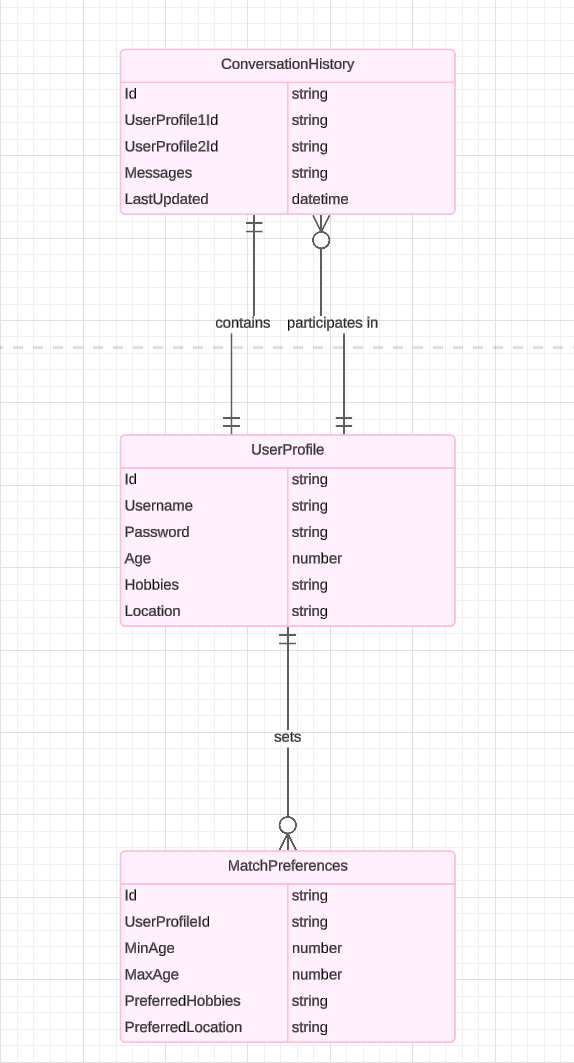 ConversationHistory
Id string
UserProfile1Id string
UserProfile2Id string
Messages string
LastUpdated datetime
contains participates in
UserProfile
Id string
Username string
Password string
Age number
Hobbies string
Location string
sets
MatchPreferences
Id string
UserProfileId string
MinAge number
MaxAge number
PreferredHobbies string
PreferredLocation string